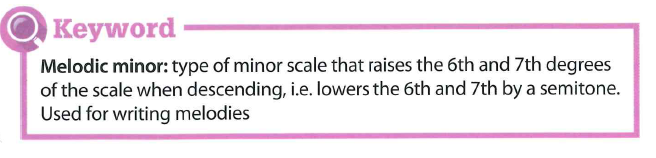 Keyword
Melodic minor: type of minor scale that raises the 6th and 7th degrees
of the scale when descending, i.e. lowers the 6th and 7th by a semitone.
Used for writing melodies